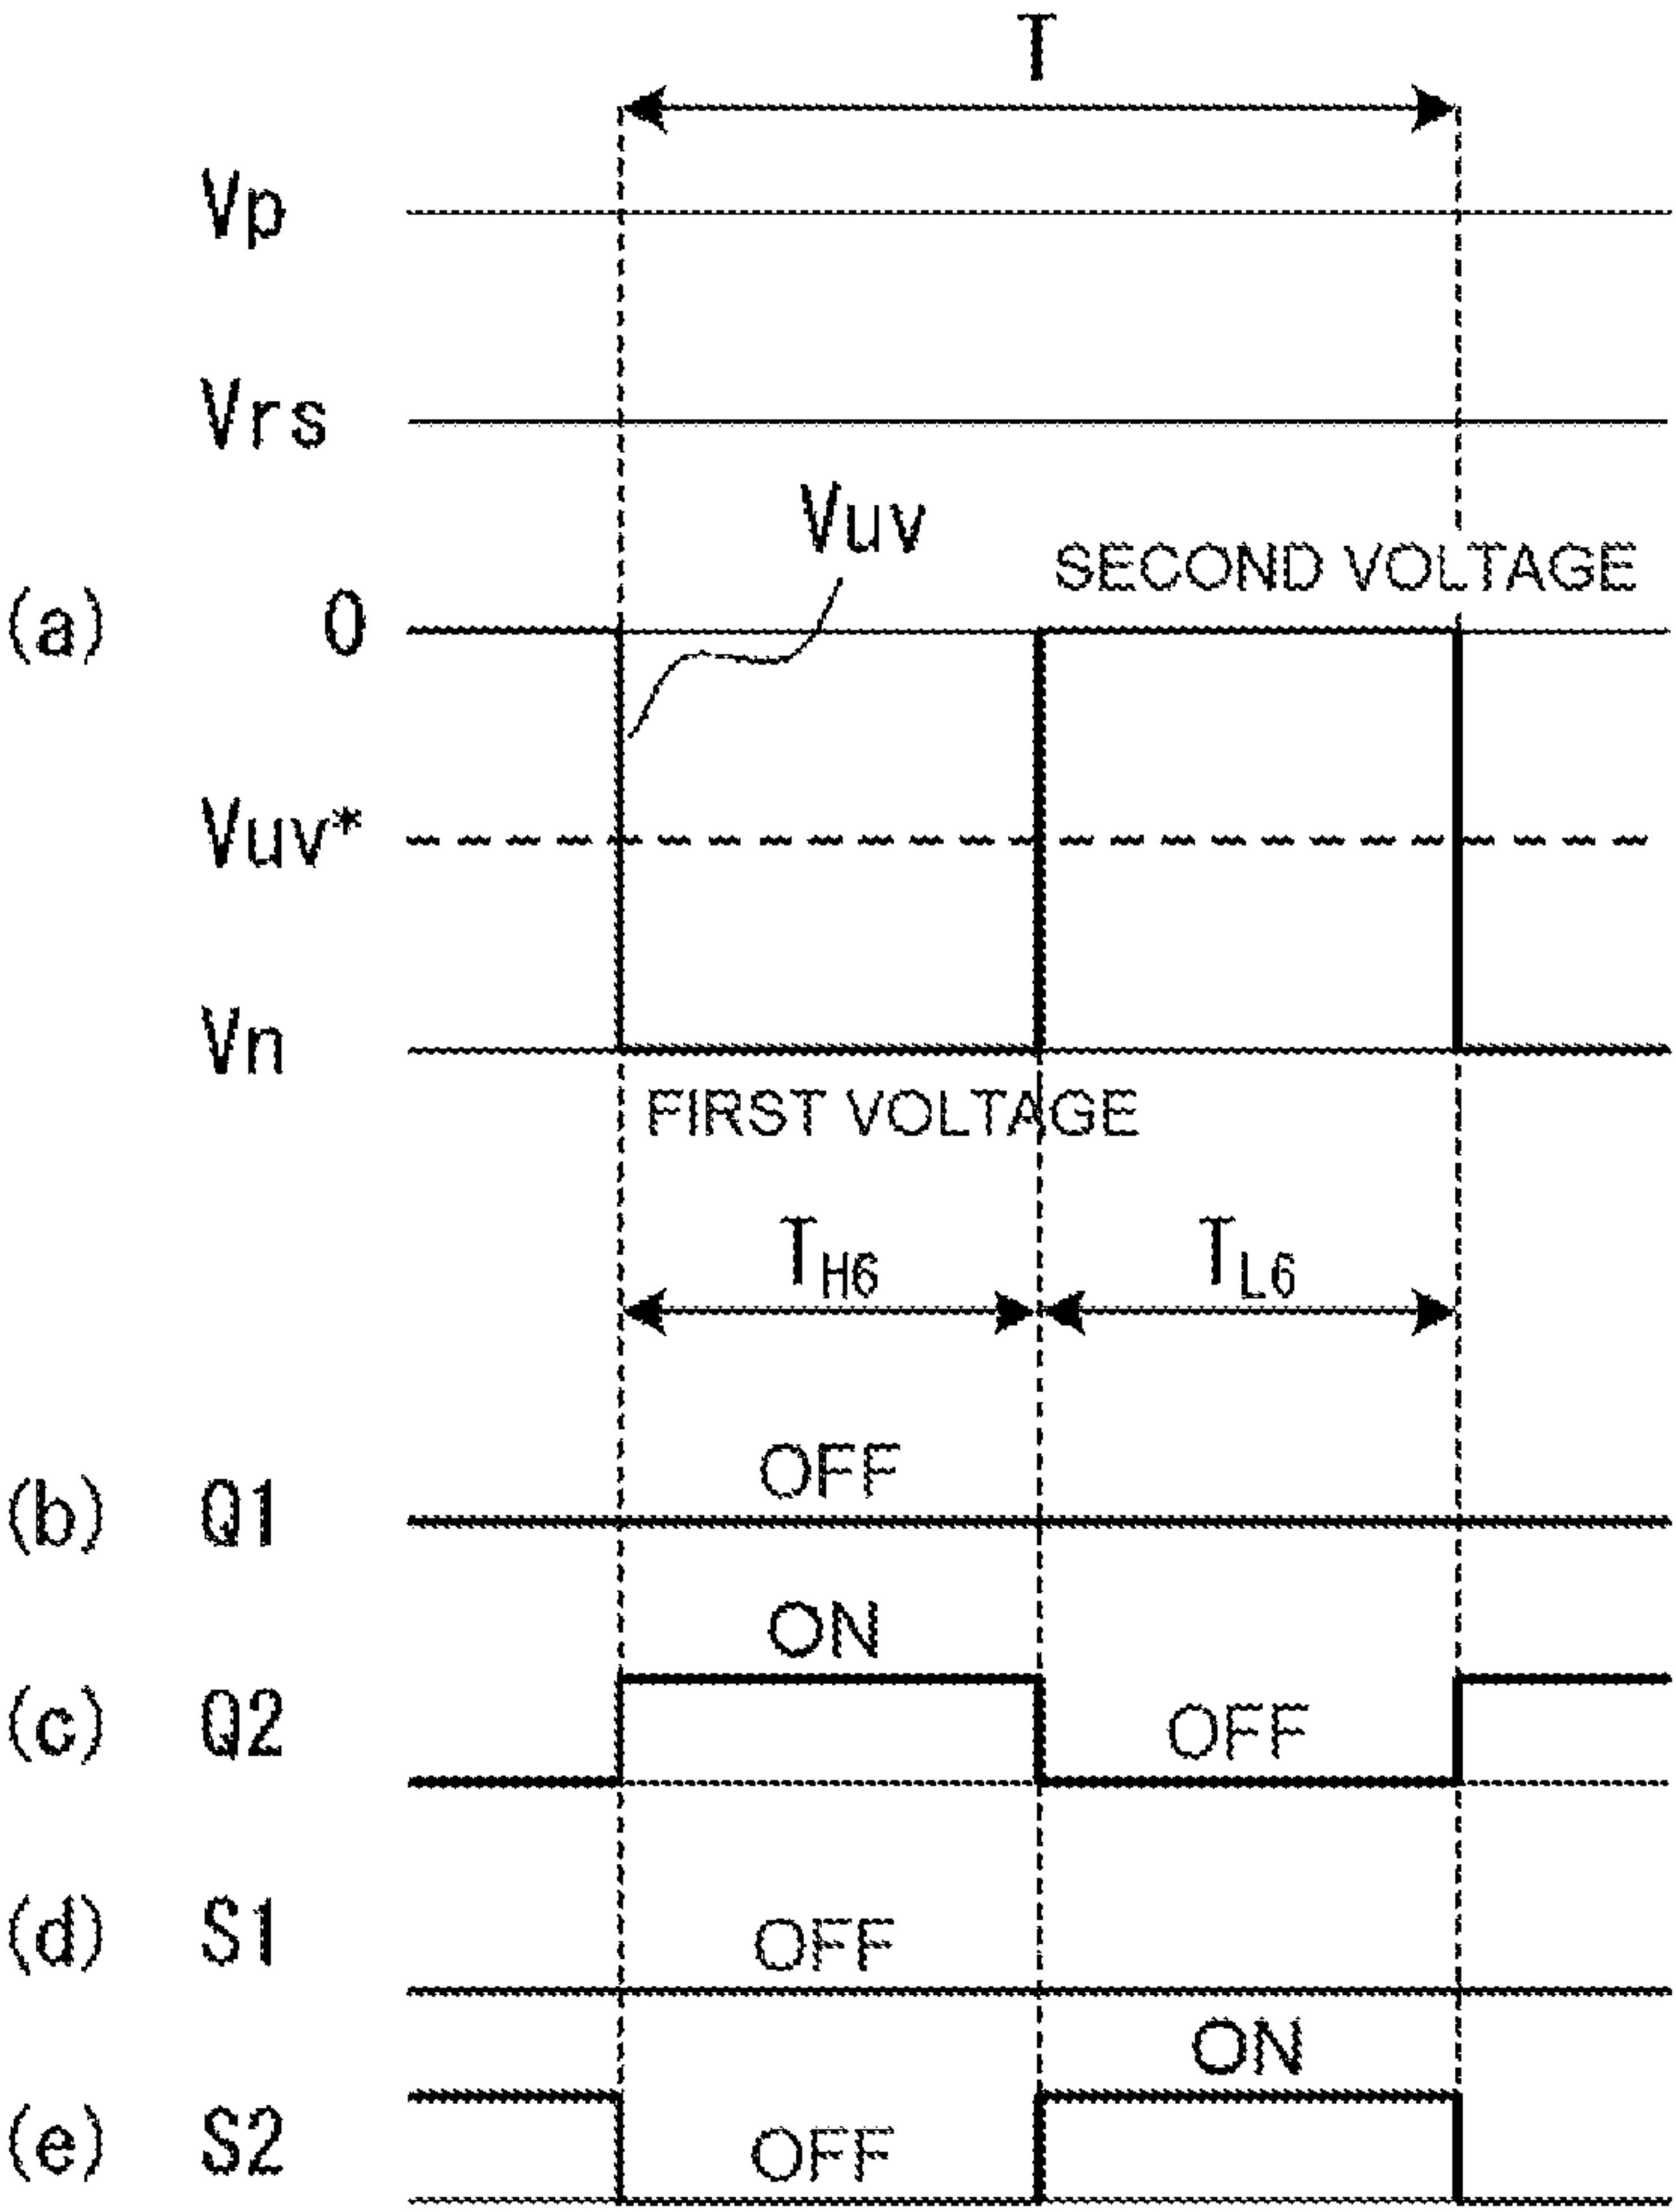 T
Vp
Vrs
Vuv
SECOND VOLTAGE
(a) 0
Vuv*
Vn
FIRST VOLTAGE
TH6 TL6
OFF
(b) Q1
ON
(c) Q2 OFF
(d) S1 OFF
ON
(e) S2 OFF